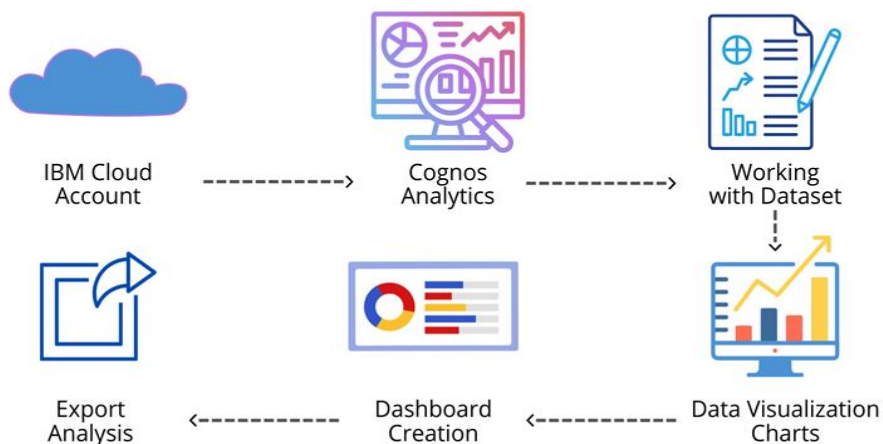 IBM Cloud
Account
Cognos
Analytics
Working
with Dataset
Data Visualization
Charts
Dashboard
Creation
Export
Analysis